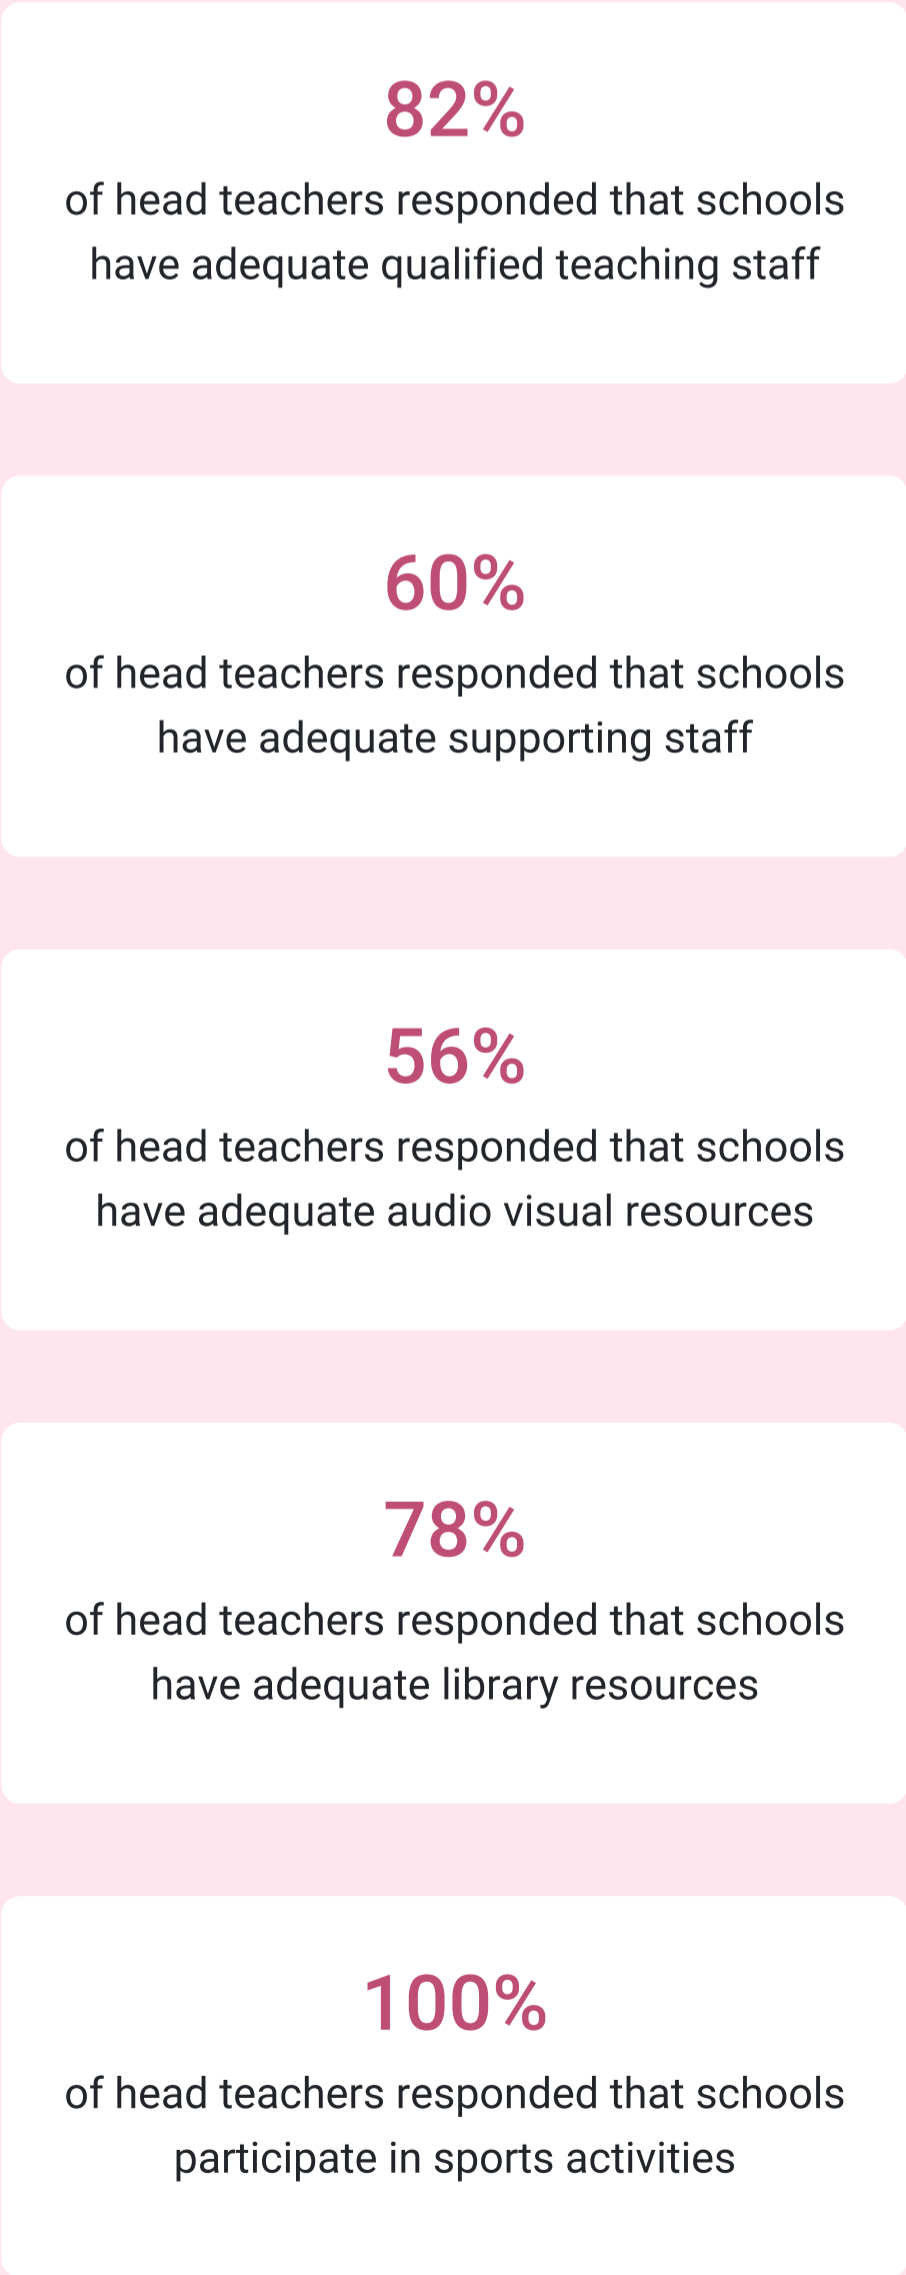 82%
of head teachers responded that schools
have adequate qualified teaching staff
60%
of head teachers responded that schools
have adequate supporting staff
56%
of head teachers responded that schools
have adequate audio visual resources
78%
of head teachers responded that schools
have adequate library resources
100%
of head teachers responded that schools
participate in sports activities